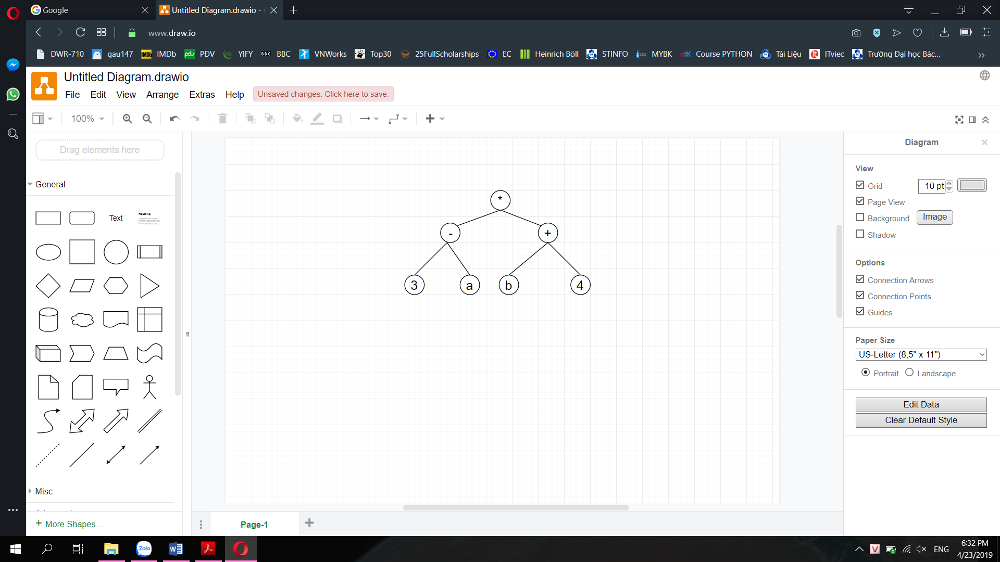 Google
Untitled Diagram.drawio -
www.draw.io
DWR-710 gau147 IMDb PĐV YIFY BBC VNWorks Top30 25FullScholarships EC Heinrich Böll STINFO MYBK Course PYTHON Tài Liệu ITviec Trường Đại học Bác...
Untitled Diagram.drawio
File Edit View Arrange Extras Help Unsaved changes. Click here to save.
100%
Drag elements here
General
Text
Heading
Misc
+ More Shapes...
*
- +
3 a b 4
Page-1
Diagram
View
Grid 10 pt
Page View
Background Image
Shadow
Options
Connection Arrows
Connection Points
Guides
Paper Size
US-Letter (8,5" x 11")
Portrait Landscape
Edit Data
Clear Default Style
Zalo
ENG
6:32 PM
4/23/2019